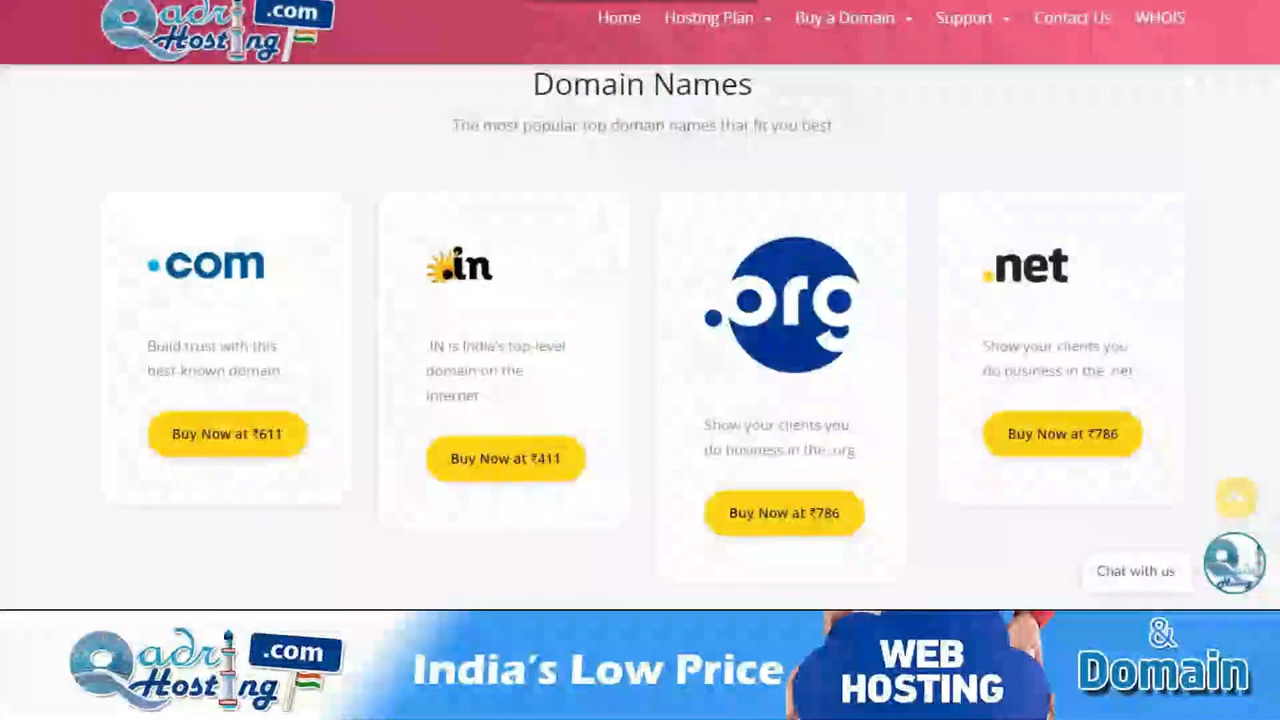 Qadri
Hosting
.com
Home
Hosting Plan
Buy a Domain
Support
Contact Us
WHOIS
Domain Names
The most popular top domain names that fit you best
.com
Build trust with this
best-known domain
Buy Now at ₹611
.in
.IN is India's top-level
domain on the
internet
Buy Now at ₹411
.org
Show your clients you
do business in the .org
Buy Now at ₹786
.net
Show your clients you
do business in the .net
Buy Now at ₹786
Chat with us
Qadri
Hosting
.com
India's Low Price
WEB
HOSTING
&
Domain